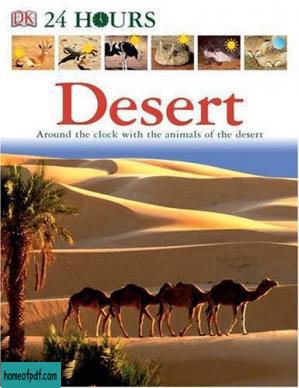 DK 24 HOURS
Desert
Around the clock with the animals of the desert
homeofpdf.com